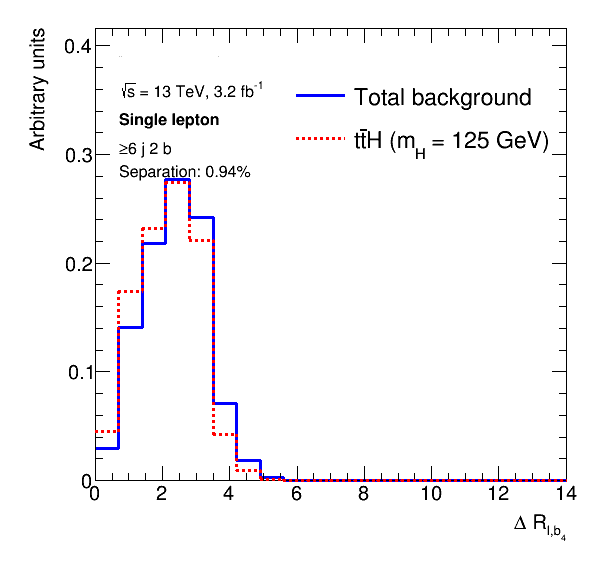 Arbitrary units
0.4
0.3
0.2
0.1
0
√s = 13 TeV, 3.2 fb⁻¹
Single lepton
≥6 j 2 b
Separation: 0.94%
Total background
tt̄H (m_H = 125 GeV)
0 2 4 6 8 10 12 14
Δ R_l,b₄